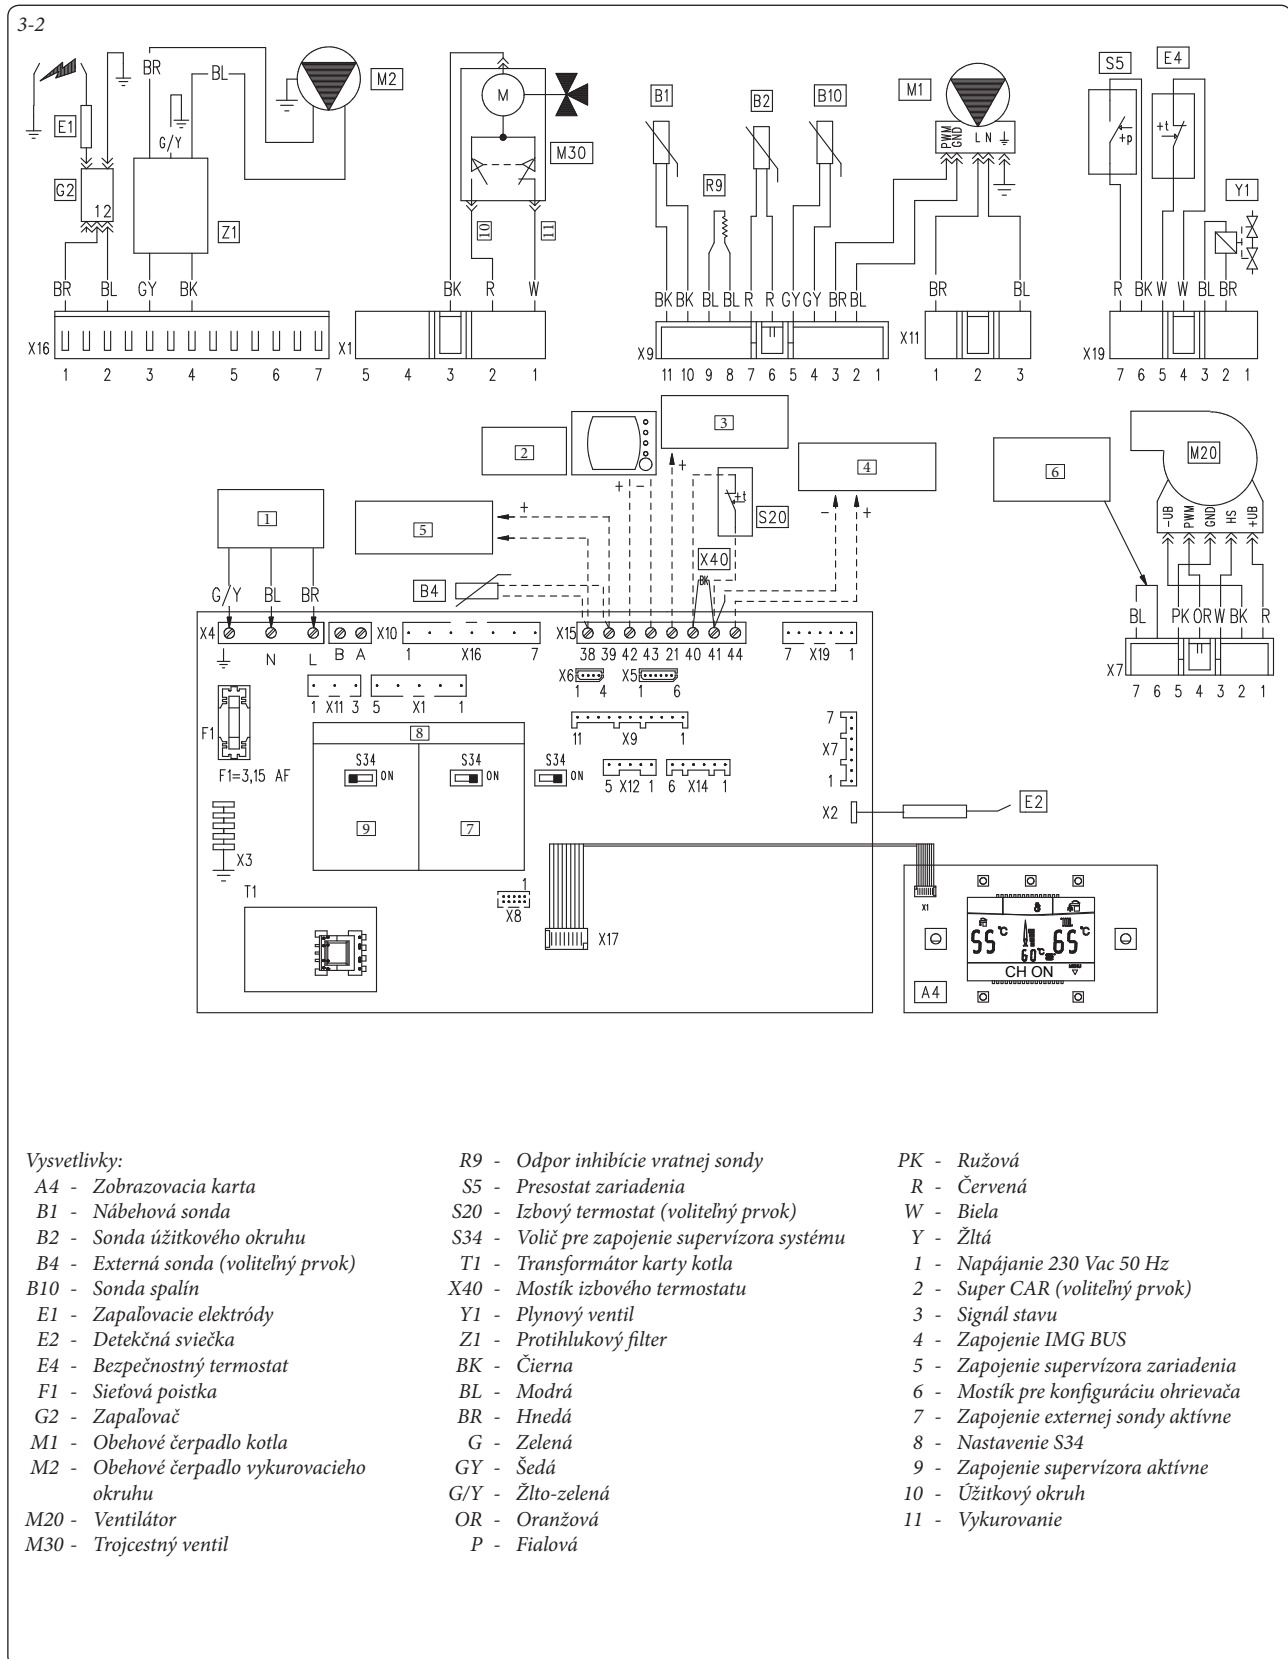 3-2
BR
BL
M2
E1
G/Y
G2
1 2
Z1
BR BL GY BK
X16
1 2 3 4 5 6 7
M
M30
10
11
BK R W
X1
5 4 3 2 1
B1
B2
B10
R9
M1
PWM
GND
L N
BK BK BL BL R R GY GY BR BL
X9
11 10 9 8 7 6 5 4 3 2 1
BR BL
X11
1 2 3
S5
E4
+p
+t
Y1
R BK W W BL BR
X19
7 6 5 4 3 2 1
1
2
3
4
5
6
+ -
+
+
- +
+t
S20
X40
BK
B4
M20
-UB
PWM
GND
HS
+UB
BL PK OR W BK R
X7
7 6 5 4 3 2 1
G/Y BL BR
X4
N L
B A
X10
1 X16 7
X15
38 39 42 43 21 40 41 44
7 X19 1
X6
1 4
X5
1 6
1 X11 3
5 X1 1
11 X9 1
7
X7
1
F1
F1=3,15 AF
8
S34
ON
S34
ON
S34
ON
9
7
5 X12 1
6 X14 1
X2
E2
X3
T1
1
X8
X17
X1
55 °C
60 °C
65 °C
CH ON
MENU
A4
Vysvetlivky:
A4 - Zobrazovacia karta
B1 - Nábehová sonda
B2 - Sonda úžitkového okruhu
B4 - Externá sonda (voliteľný prvok)
B10 - Sonda spalín
E1 - Zapaľovacie elektródy
E2 - Detekčná sviečka
E4 - Bezpečnostný termostat
F1 - Sieťová poistka
G2 - Zapaľovač
M1 - Obehové čerpadlo kotla
M2 - Obehové čerpadlo vykurovacieho
okruhu
M20 - Ventilátor
M30 - Trojcestný ventil
R9 - Odpor inhibície vratnej sondy
S5 - Presostat zariadenia
S20 - Izbový termostat (voliteľný prvok)
S34 - Volič pre zapojenie supervízora systému
T1 - Transformátor karty kotla
X40 - Mostík izbového termostatu
Y1 - Plynový ventil
Z1 - Protihlukový filter
BK - Čierna
BL - Modrá
BR - Hnedá
G - Zelená
GY - Šedá
G/Y - Žlto-zelená
OR - Oranžová
P - Fialová
PK - Ružová
R - Červená
W - Biela
Y - Žltá
1 - Napájanie 230 Vac 50 Hz
2 - Super CAR (voliteľný prvok)
3 - Signál stavu
4 - Zapojenie IMG BUS
5 - Zapojenie supervízora zariadenia
6 - Mostík pre konfiguráciu ohrievača
7 - Zapojenie externej sondy aktívne
8 - Nastavenie S34
9 - Zapojenie supervízora aktívne
10 - Úžitkový okruh
11 - Vykurovanie